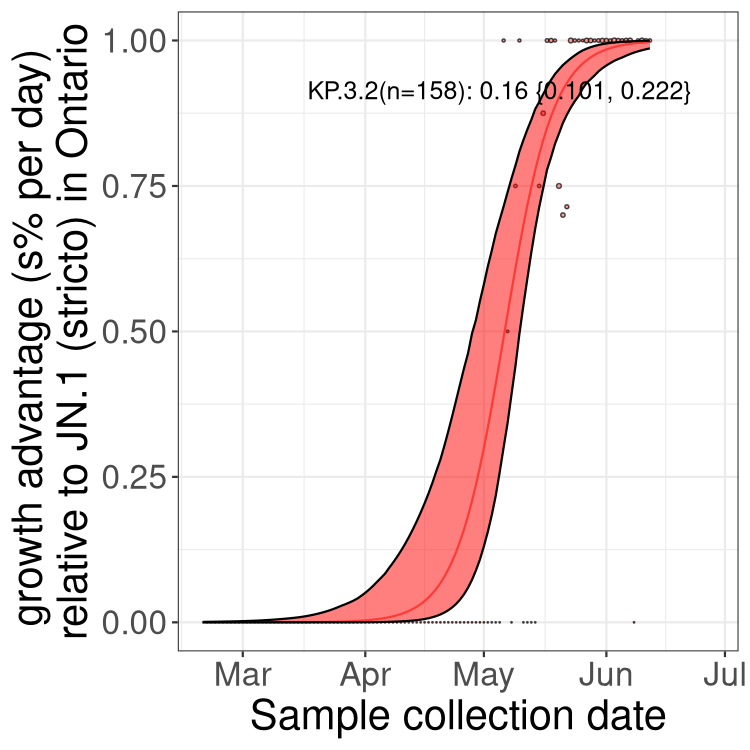 growth advantage (s% per day)
relative to JN.1 (stricto) in Ontario
1.00
0.75
0.50
0.25
0.00
KP.3.2(n=158): 0.16 {0.101, 0.222}
Mar Apr May Jun Jul
Sample collection date